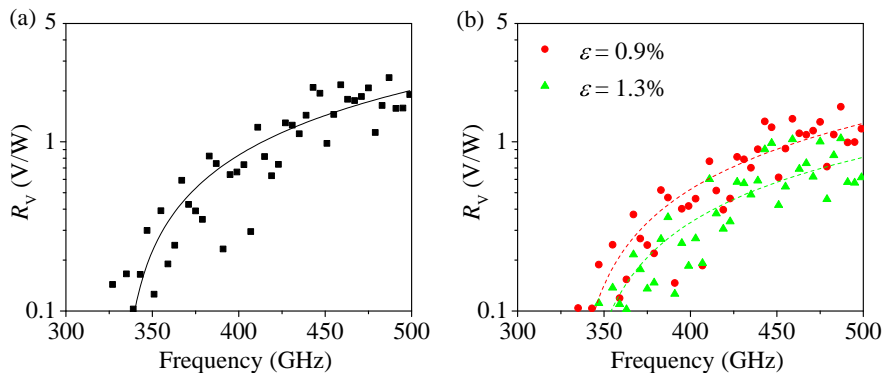 (a)
5
1
0.1
R_V (V/W)
300 350 400 450 500
Frequency (GHz)
(b)
5
1
0.1
R_V (V/W)
ε = 0.9%
ε = 1.3%
300 350 400 450 500
Frequency (GHz)